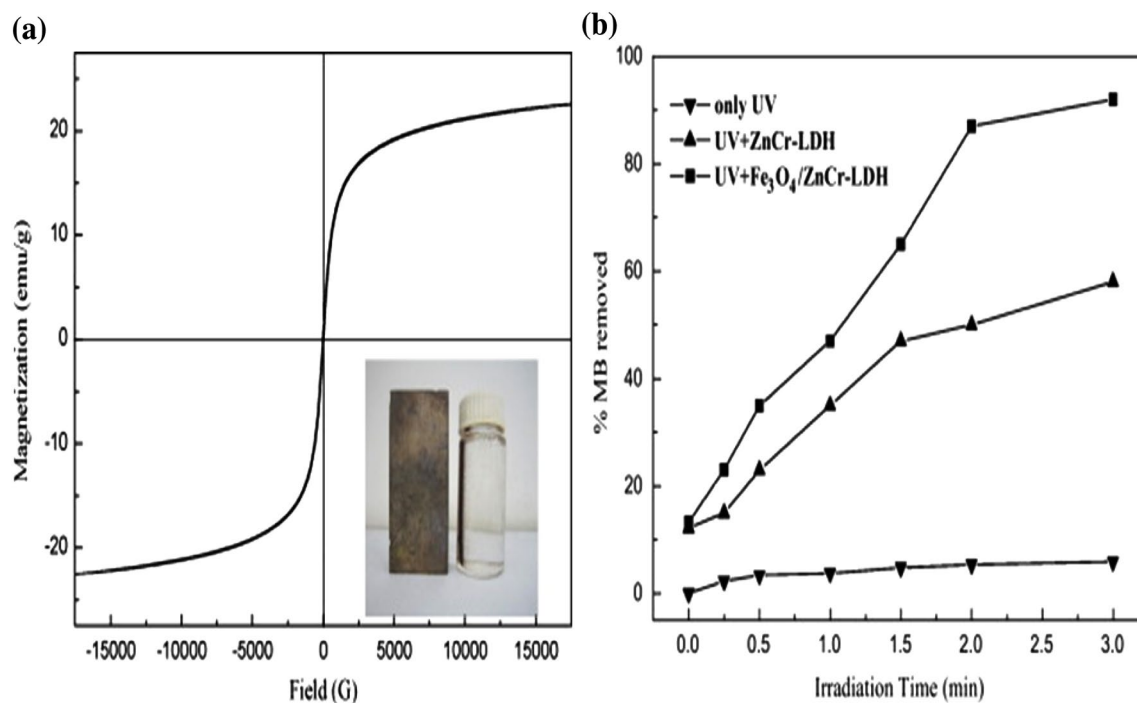 (a)
Magnetization (emu/g)
20
10
0
-10
-20
-15000 -10000 -5000 0 5000 10000 15000
Field (G)
(b)
% MB removed
100
80
60
40
20
0
only UV
UV+ZnCr-LDH
UV+Fe₃O₄/ZnCr-LDH
0.0 0.5 1.0 1.5 2.0 3.0
Irradiation Time (min)